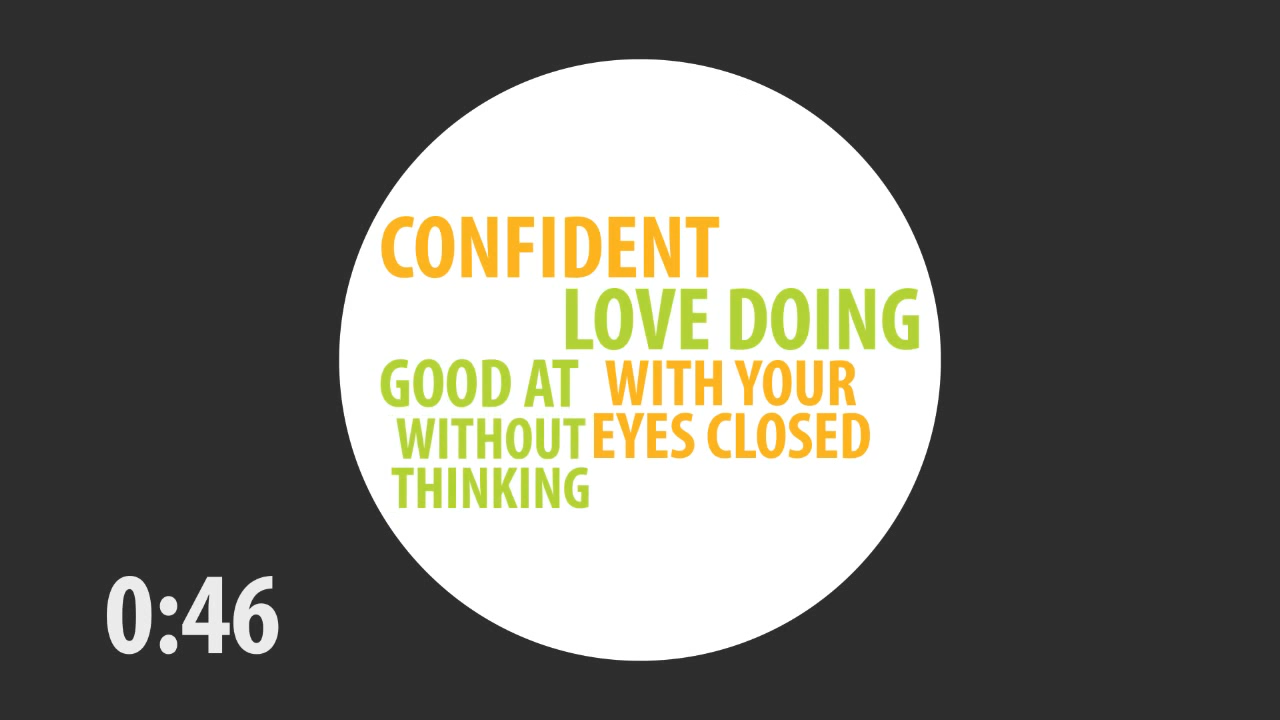 CONFIDENT
LOVE DOING
GOOD AT
WITHOUT
THINKING
WITH YOUR
EYES CLOSED
0:46